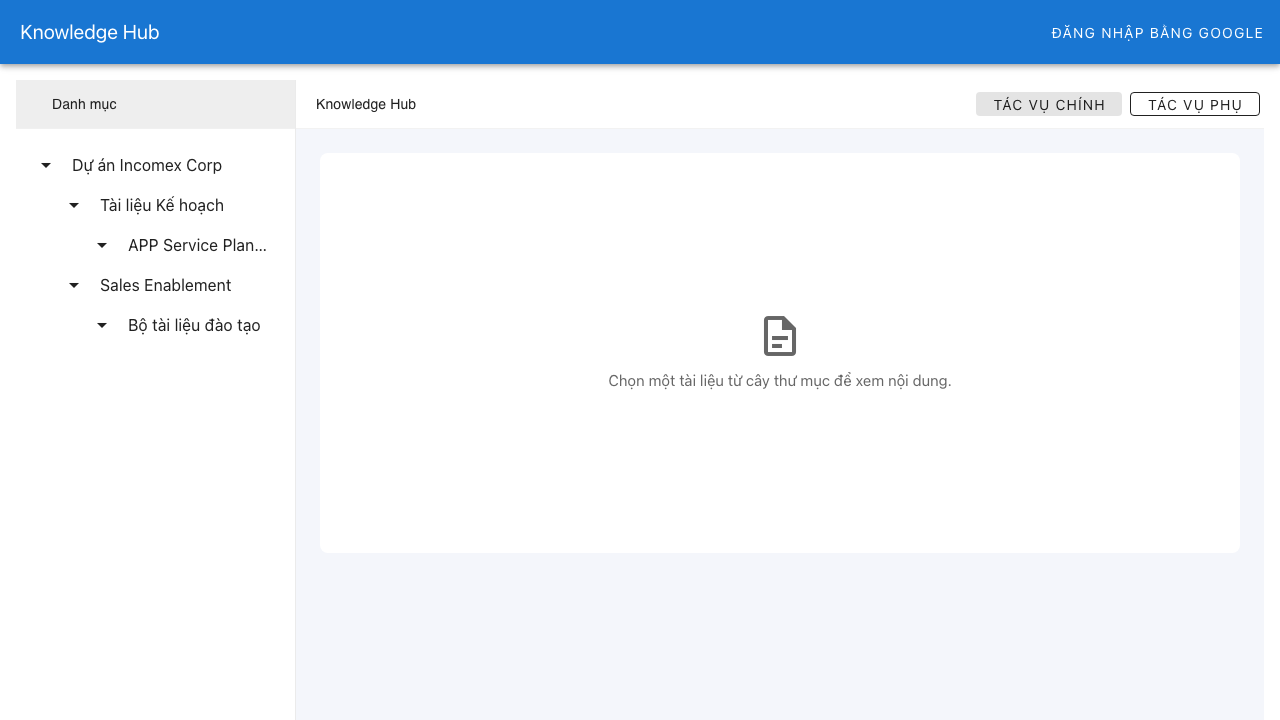 Knowledge Hub
ĐĂNG NHẬP BẰNG GOOGLE
Danh mục
Knowledge Hub
TÁC VỤ CHÍNH
TÁC VỤ PHỤ
Dự án Incomex Corp
Tài liệu Kế hoạch
APP Service Plan...
Sales Enablement
Bộ tài liệu đào tạo
Chọn một tài liệu từ cây thư mục để xem nội dung.